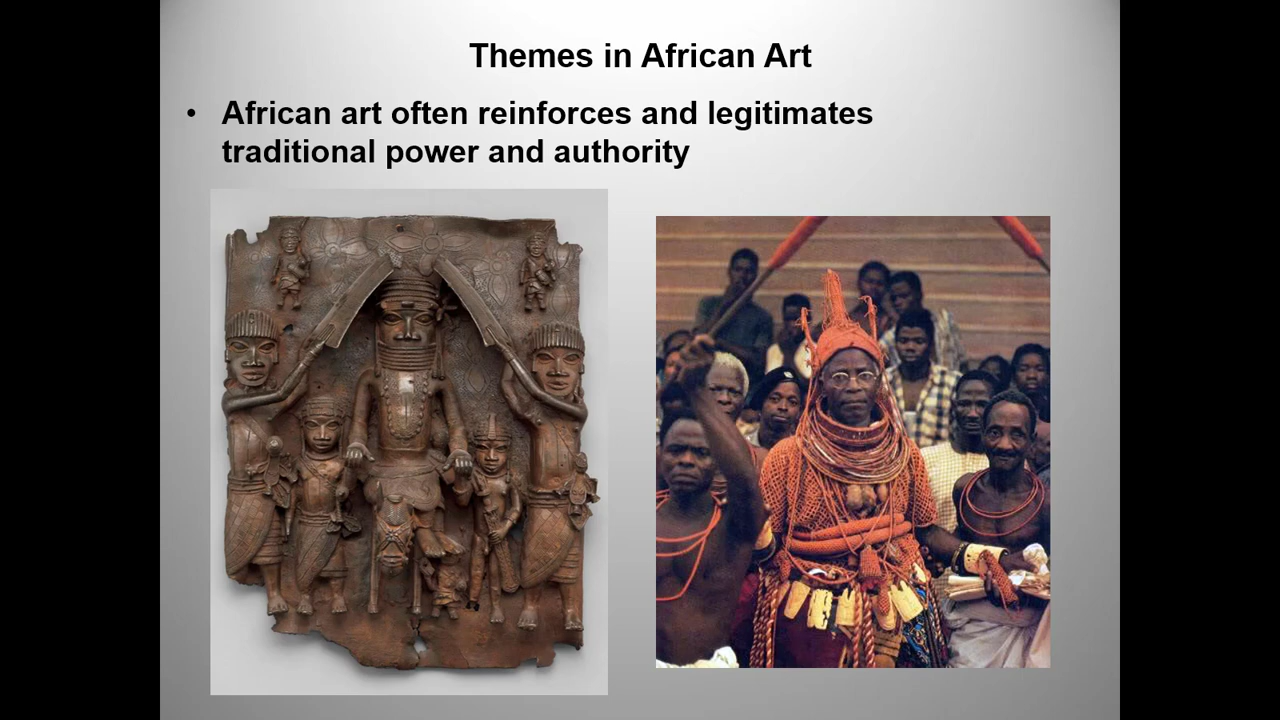 Themes in African Art
• African art often reinforces and legitimates
traditional power and authority